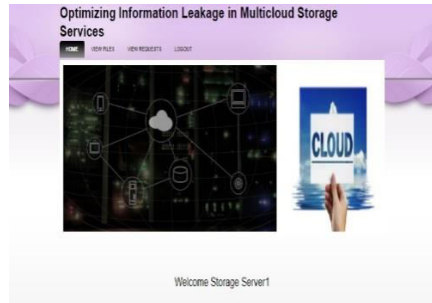 Optimizing Information Leakage in Multicloud Storage
Services
HOME VIEW FILES VIEW REQUESTS LOGOUT
CLOUD
Welcome Storage Server1